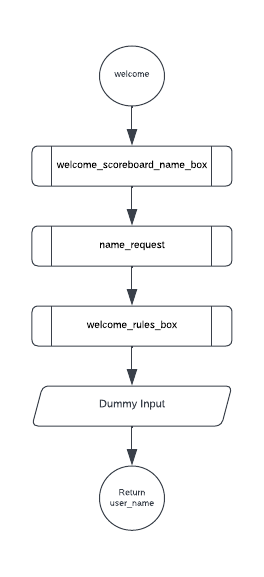 welcome
welcome_scoreboard_name_box
name_request
welcome_rules_box
Dummy Input
Return
user_name